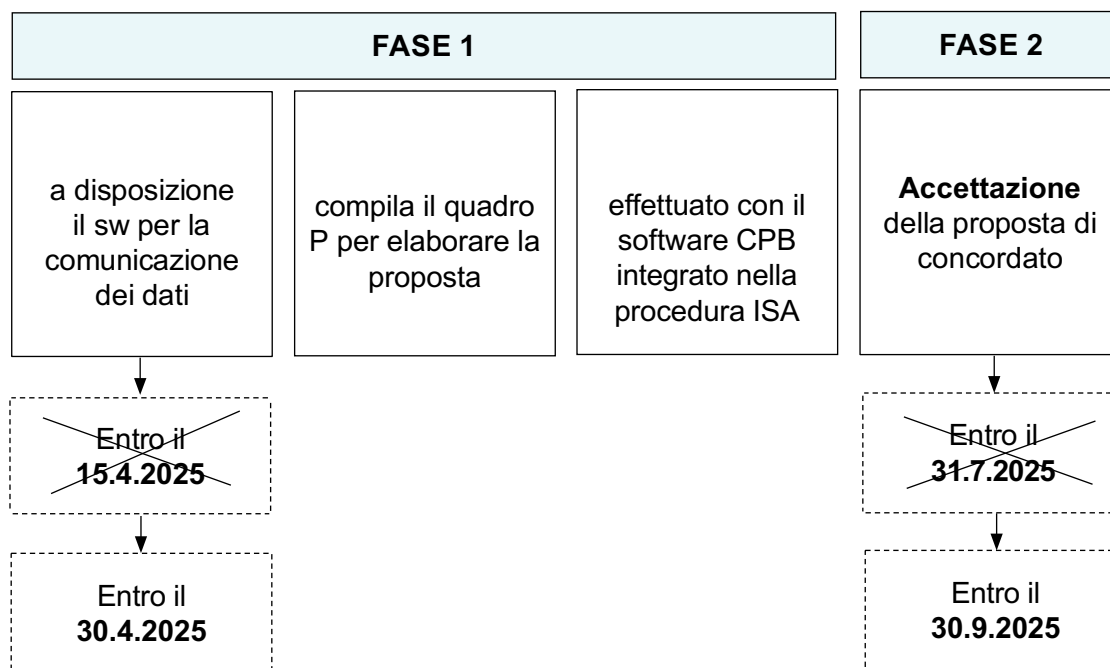 FASE 1
a disposizione
il sw per la
comunicazione
dei dati
compila il quadro
P per elaborare la
proposta
effettuato con il
software CPB
integrato nella
procedura ISA
Entro il
15.4.2025
Entro il
30.4.2025
FASE 2
Accettazione
della proposta di
concordato
Entro il
31.7.2025
Entro il
30.9.2025